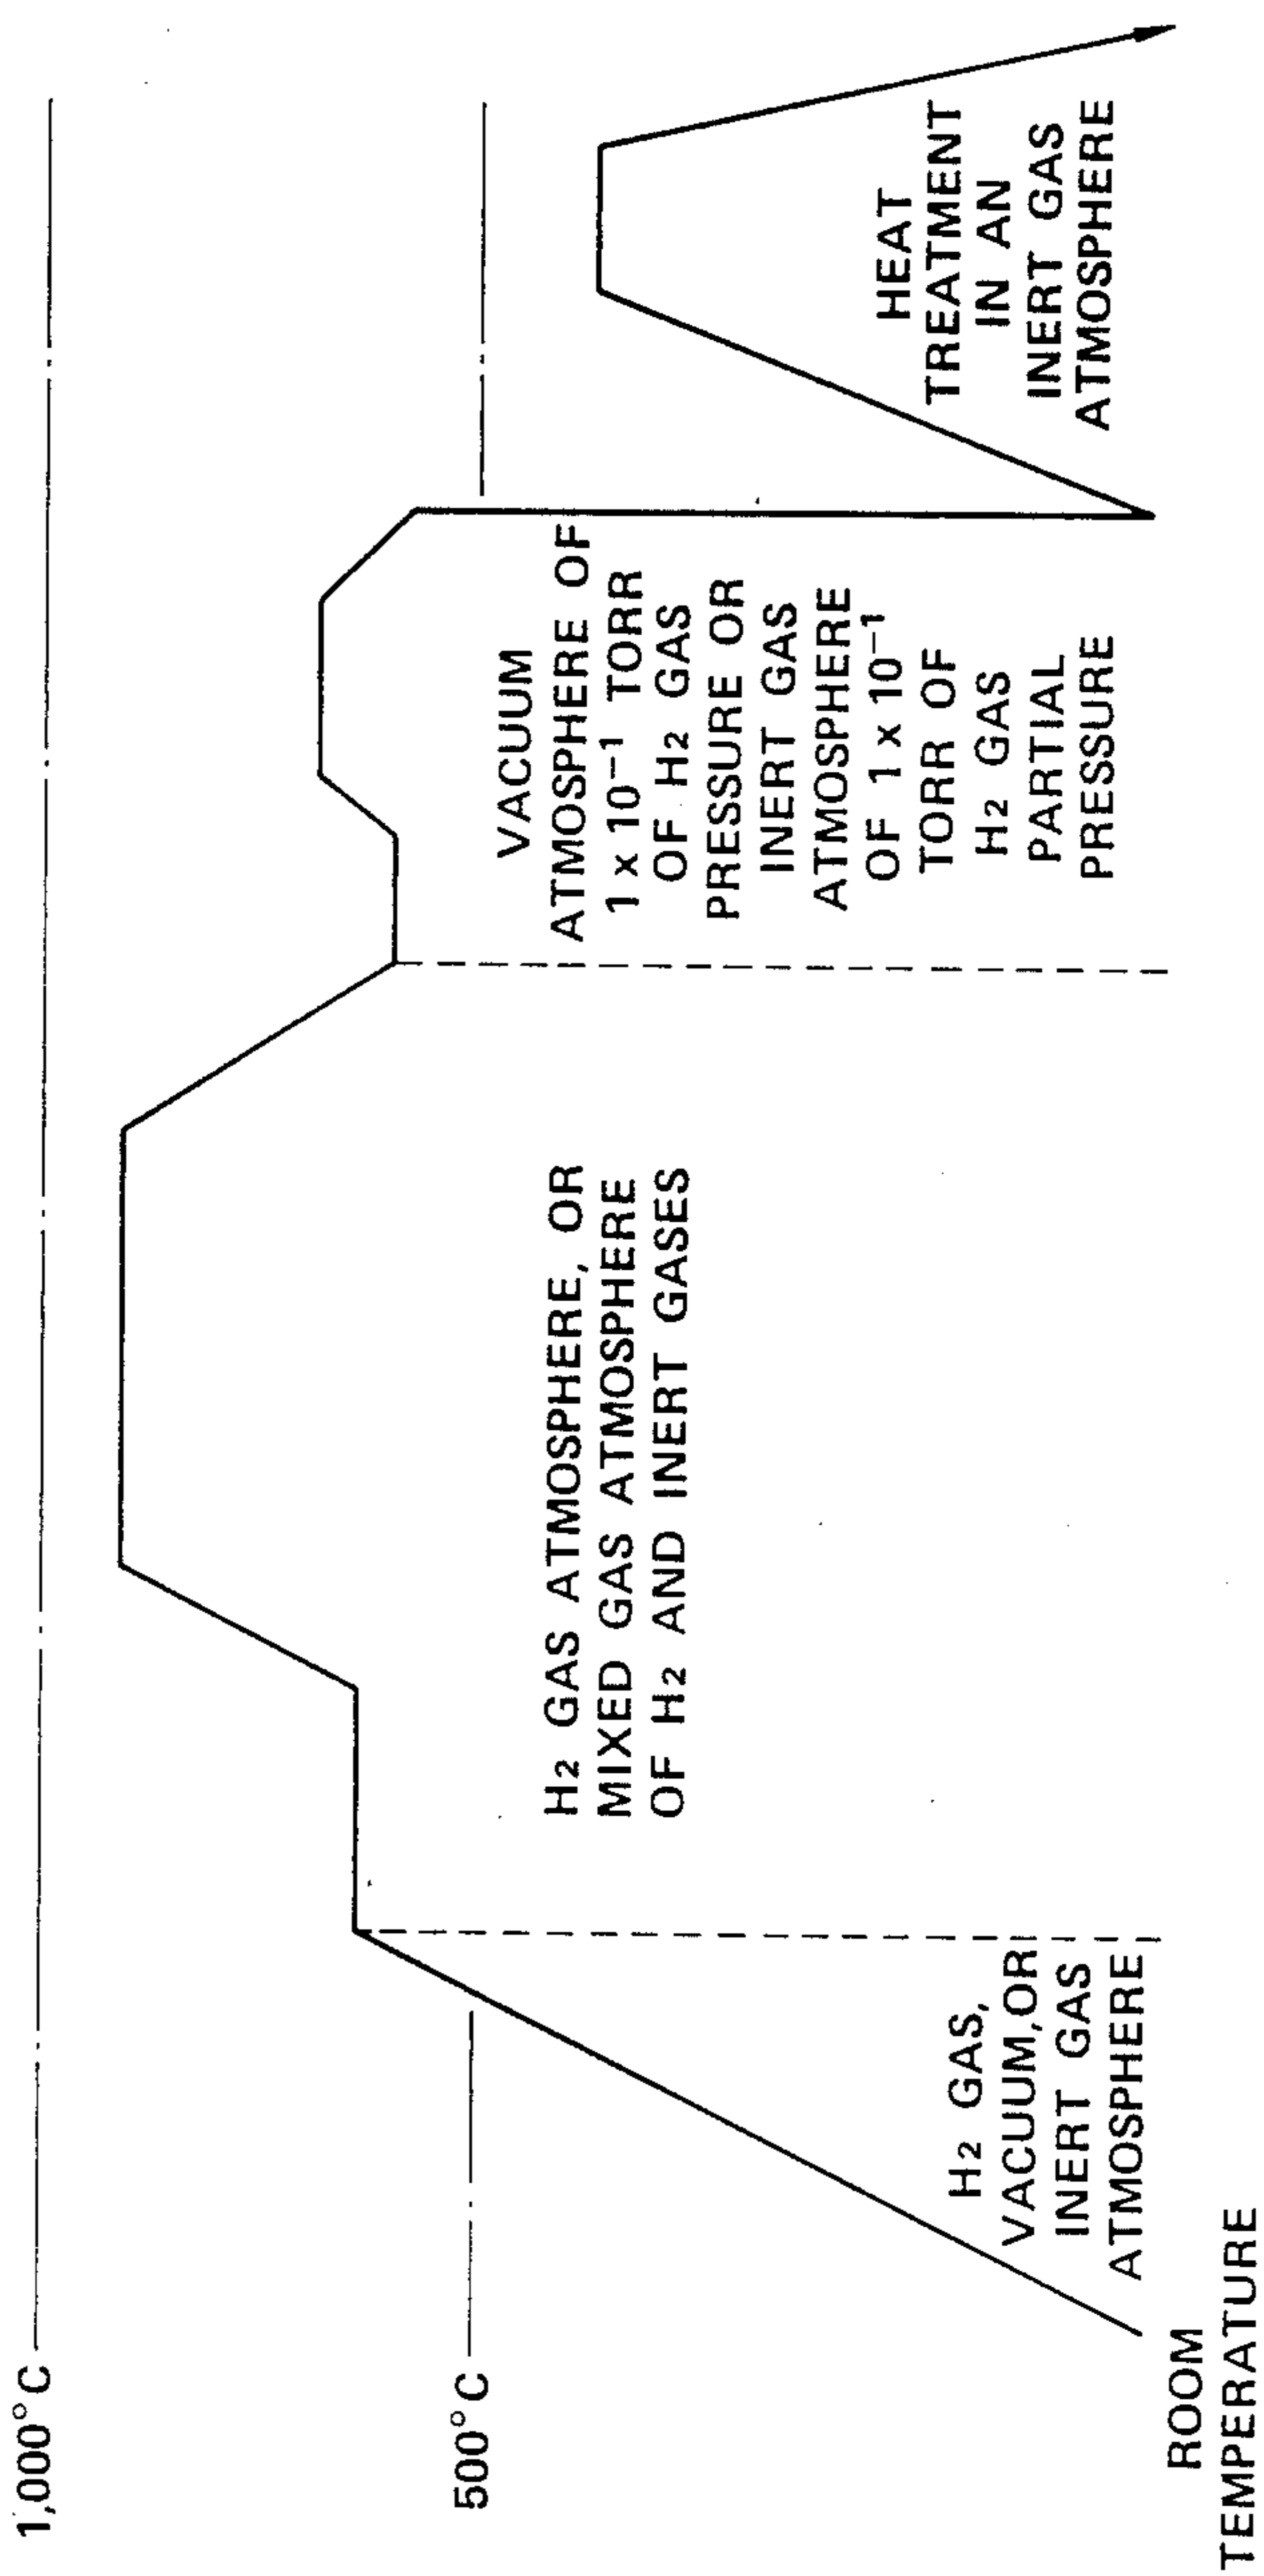 1,000°C
500°C
ROOM
TEMPERATURE
H2 GAS,
VACUUM,OR
INERT GAS
ATMOSPHERE
H2 GAS ATMOSPHERE, OR
MIXED GAS ATMOSPHERE
OF H2 AND INERT GASES
VACUUM
ATMOSPHERE OF
1 x 10⁻¹ TORR
OF H2 GAS
PRESSURE OR
INERT GAS
ATMOSPHERE
OF 1 x 10⁻¹
TORR OF
H2 GAS
PARTIAL
PRESSURE
HEAT
TREATMENT
IN AN
INERT GAS
ATMOSPHERE